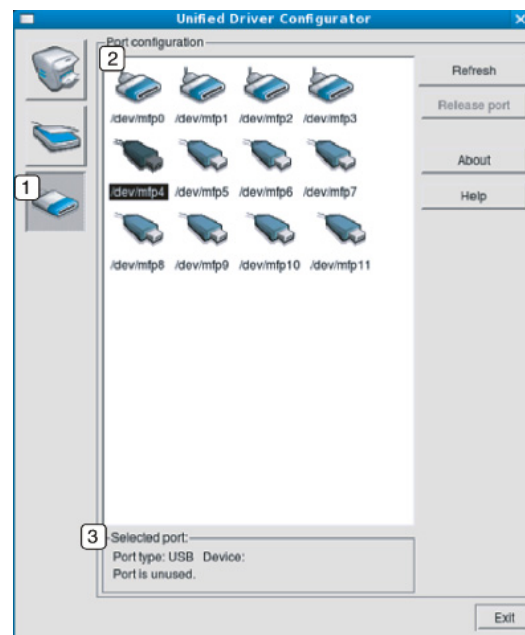 Unified Driver Configurator
Port configuration
2
/dev/mfp0 /dev/mfp1 /dev/mfp2 /dev/mfp3
/dev/mfp4 /dev/mfp5 /dev/mfp6 /dev/mfp7
/dev/mfp8 /dev/mfp9 /dev/mfp10 /dev/mfp11
1
Refresh
Release port
About
Help
3
Selected port:
Port type: USB Device:
Port is unused.
Exit